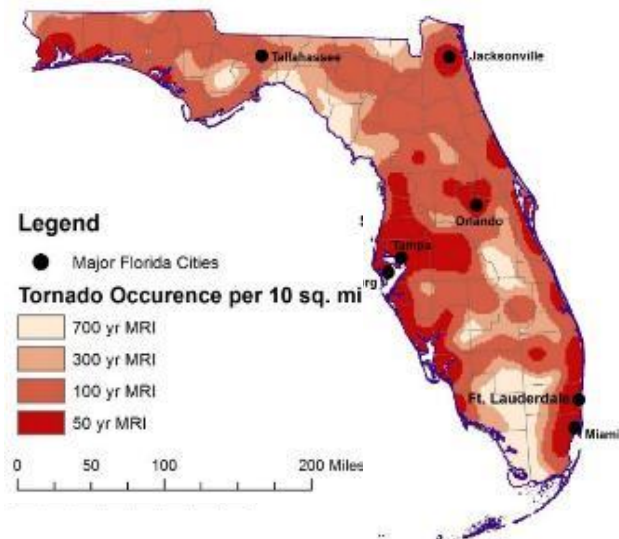 Tallahassee
Jacksonville
Orlando
Tampa
rg
Ft. Lauderdale
Miami
Legend
Major Florida Cities
Tornado Occurence per 10 sq. mi
700 yr MRI
300 yr MRI
100 yr MRI
50 yr MRI
0 50 100 200 Miles